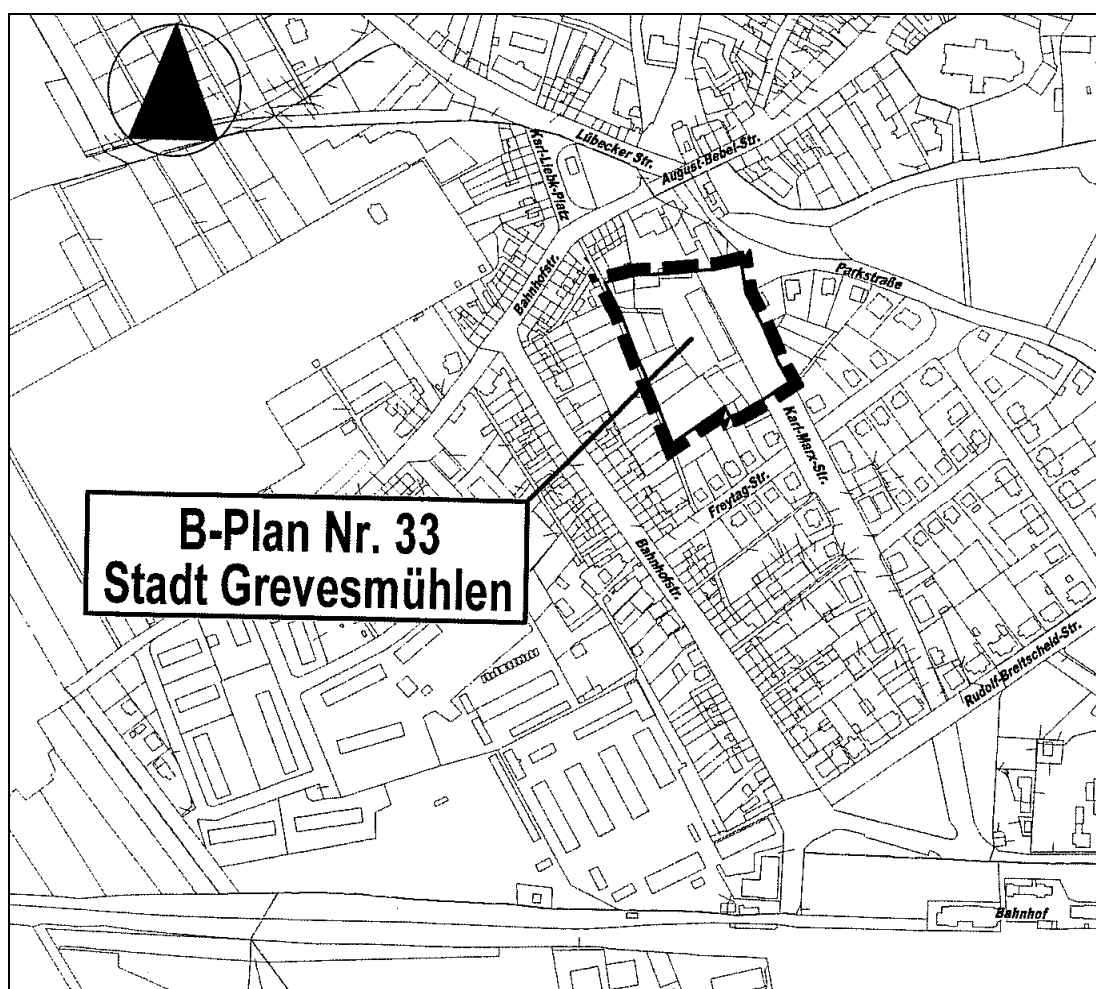 Lübecker Str.
Karl-Liebk-Platz
August-Bebel-Str.
Bahnhofstr.
Parkstraße
Karl-Marx-Str.
Freytag-Str.
B-Plan Nr. 33
Stadt Grevesmühlen
Bahnhofstr.
Rudolf-Breitscheid-Str.
Bahnhof